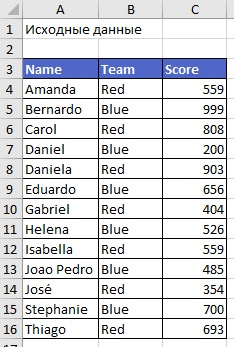 A B C
1 Исходные данные
2
3 Name Team Score
4 Amanda Red 559
5 Bernardo Blue 999
6 Carol Red 808
7 Daniel Blue 200
8 Daniela Red 903
9 Eduardo Blue 656
10 Gabriel Red 404
11 Helena Blue 526
12 Isabella Red 559
13 Joao Pedro Blue 485
14 José Red 354
15 Stephanie Blue 700
16 Thiago Red 693